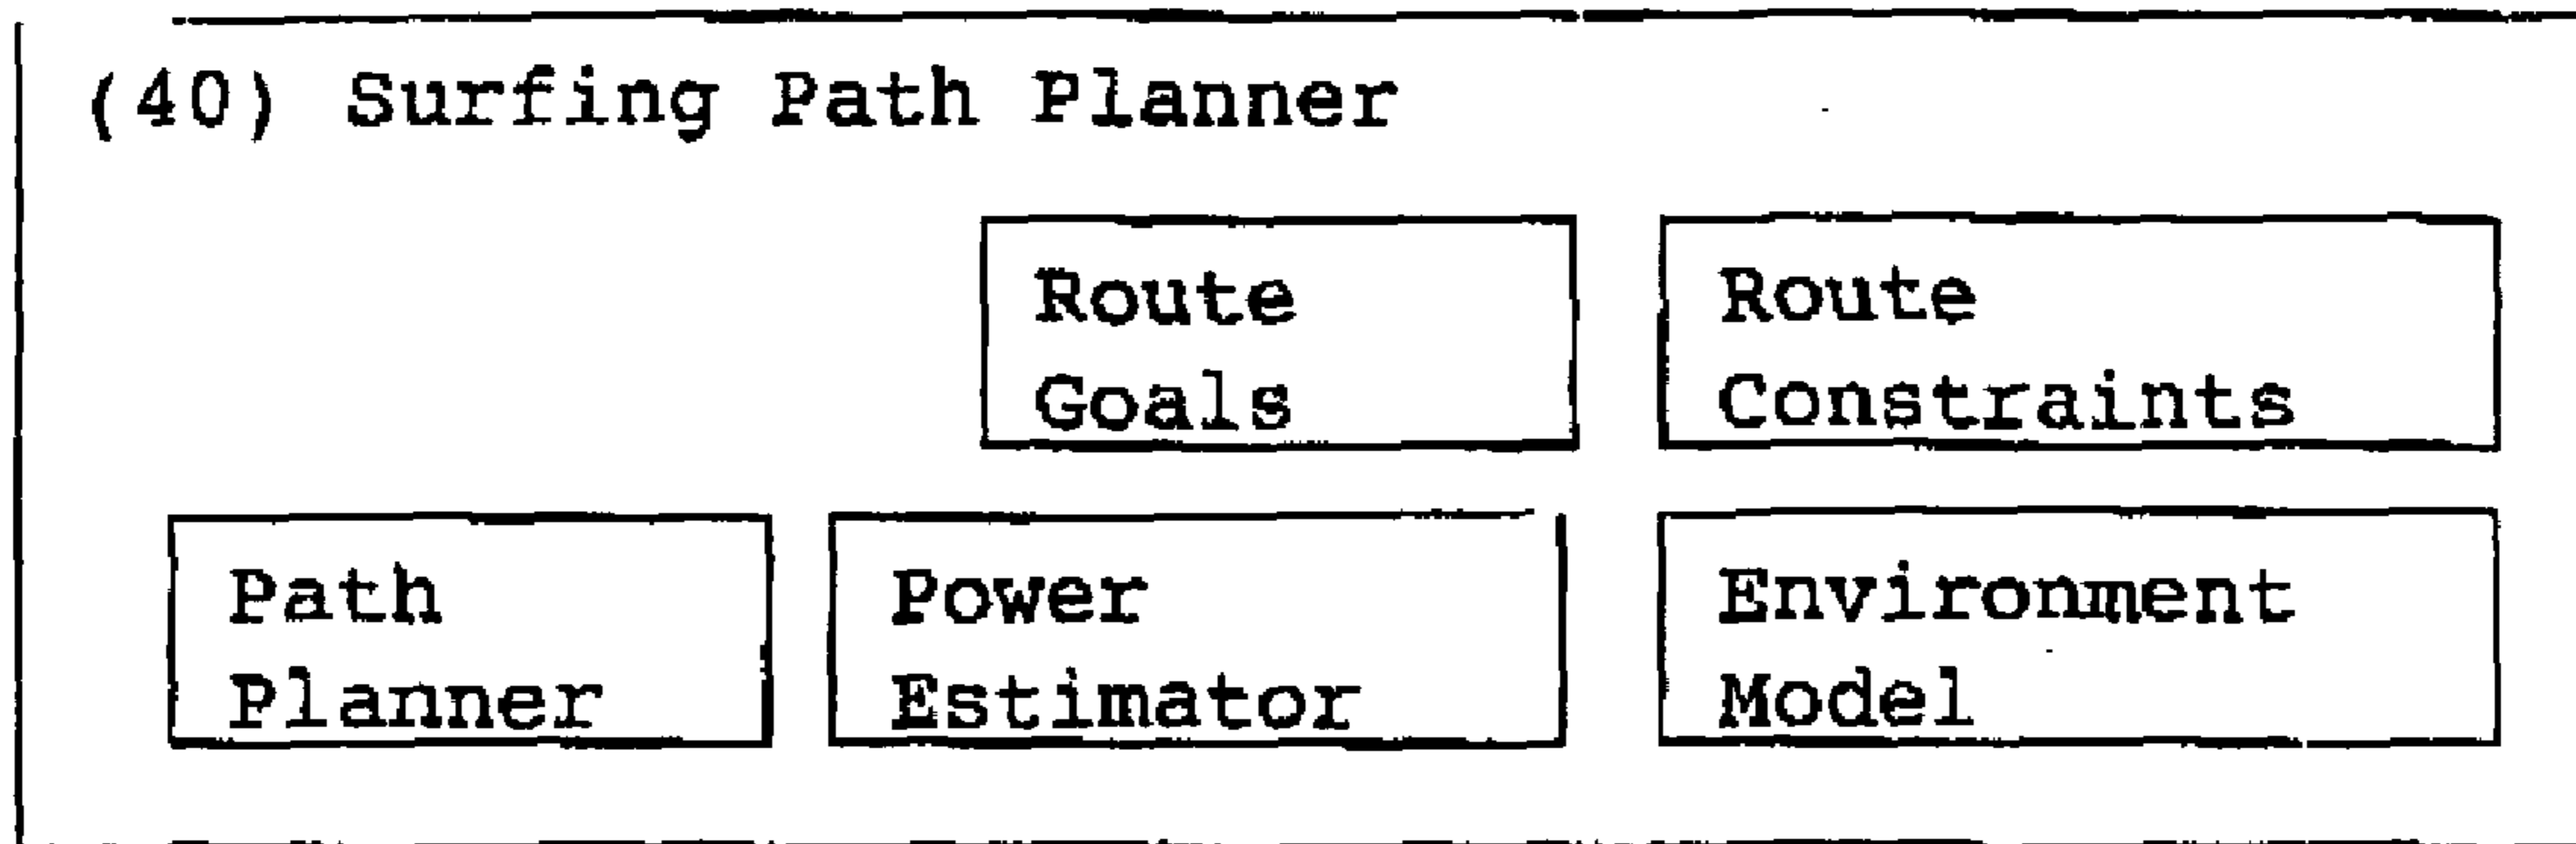 (40) Surfing Path Planner
Route
Goals
Route
Constraints
Path
Planner
Power
Estimator
Environment
Model